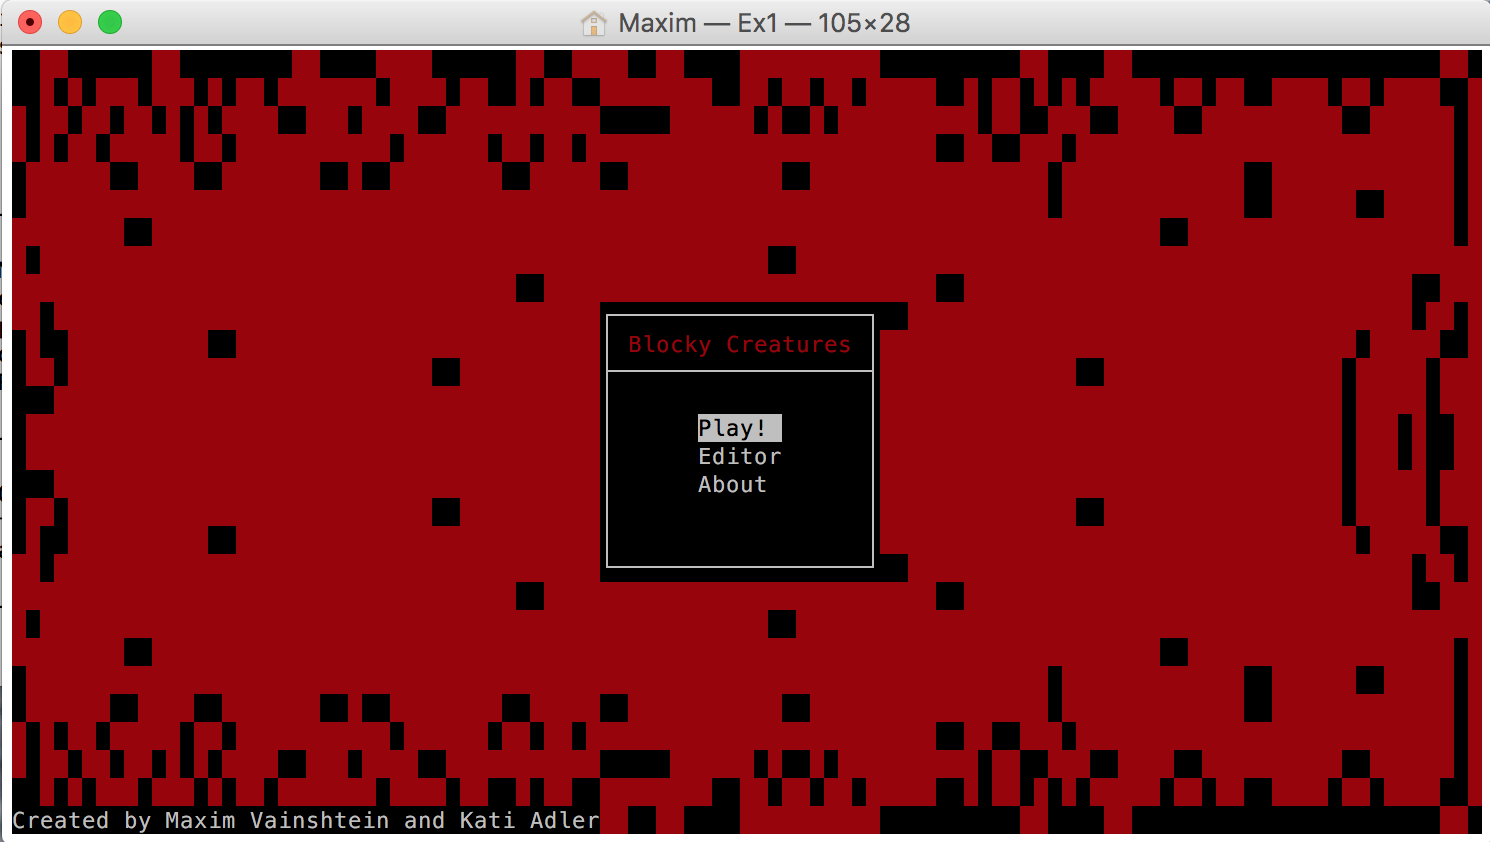 Maxim — Ex1 — 105×28
Blocky Creatures
Play!
Editor
About
Created by Maxim Vainshtein and Kati Adler